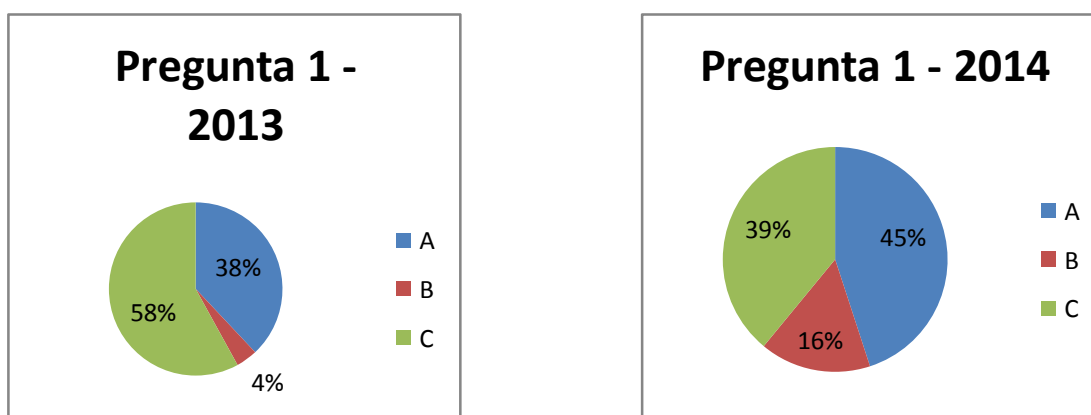 Pregunta 1 -
2013
38%
58%
4%
A
B
C
Pregunta 1 - 2014
39%
45%
16%
A
B
C